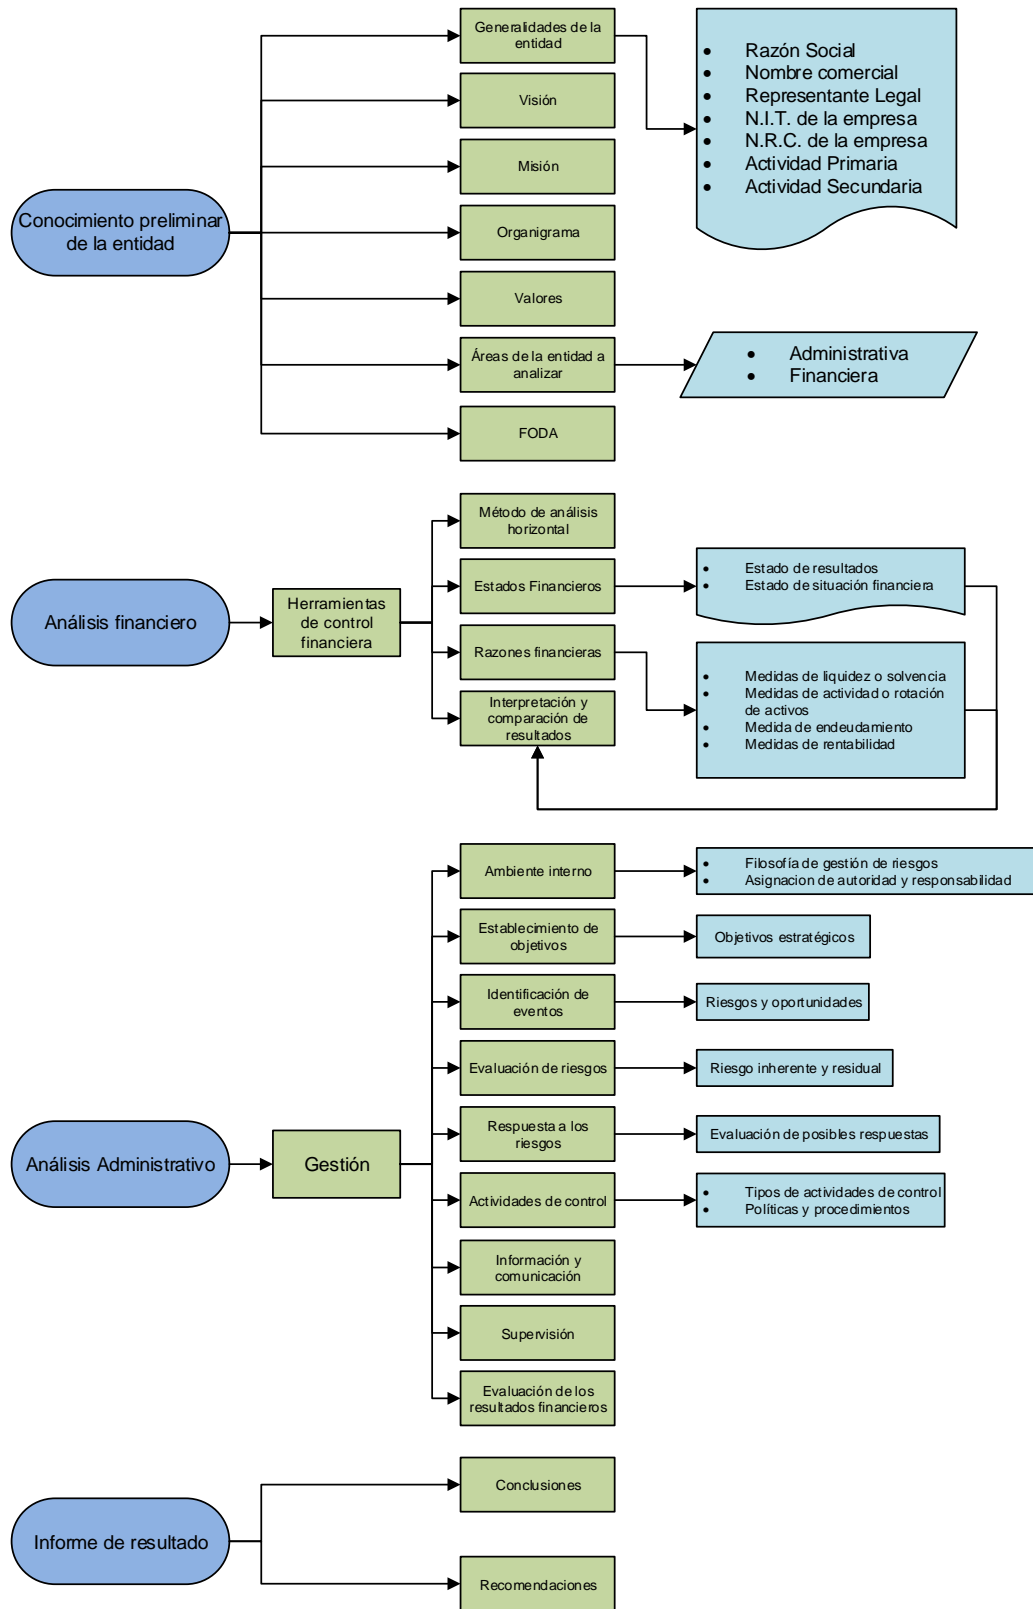 Generalidades de la
entidad
• Razón Social
• Nombre comercial
• Representante Legal
• N.I.T. de la empresa
• N.R.C. de la empresa
• Actividad Primaria
• Actividad Secundaria
Visión
Misión
Conocimiento preliminar
de la entidad
Organigrama
Valores
Áreas de la entidad a
analizar
• Administrativa
• Financiera
FODA
Análisis financiero
Herramientas
de control
financiera
Método de análisis
horizontal
Estados Financieros
• Estado de resultados
• Estado de situación financiera
Razones financieras
• Medidas de liquidez o solvencia
• Medidas de actividad o rotación
de activos
• Medida de endeudamiento
• Medidas de rentabilidad
Interpretación y
comparación de
resultados
Análisis Administrativo
Gestión
Ambiente interno
• Filosofía de gestión de riesgos
• Asignacion de autoridad y responsabilidad
Establecimiento de
objetivos
Objetivos estratégicos
Identificación de
eventos
Riesgos y oportunidades
Evaluación de riesgos
Riesgo inherente y residual
Respuesta a los
riesgos
Evaluación de posibles respuestas
Actividades de control
• Tipos de actividades de control
• Políticas y procedimientos
Información y
comunicación
Supervisión
Evaluación de los
resultados financieros
Informe de resultado
Conclusiones
Recomendaciones